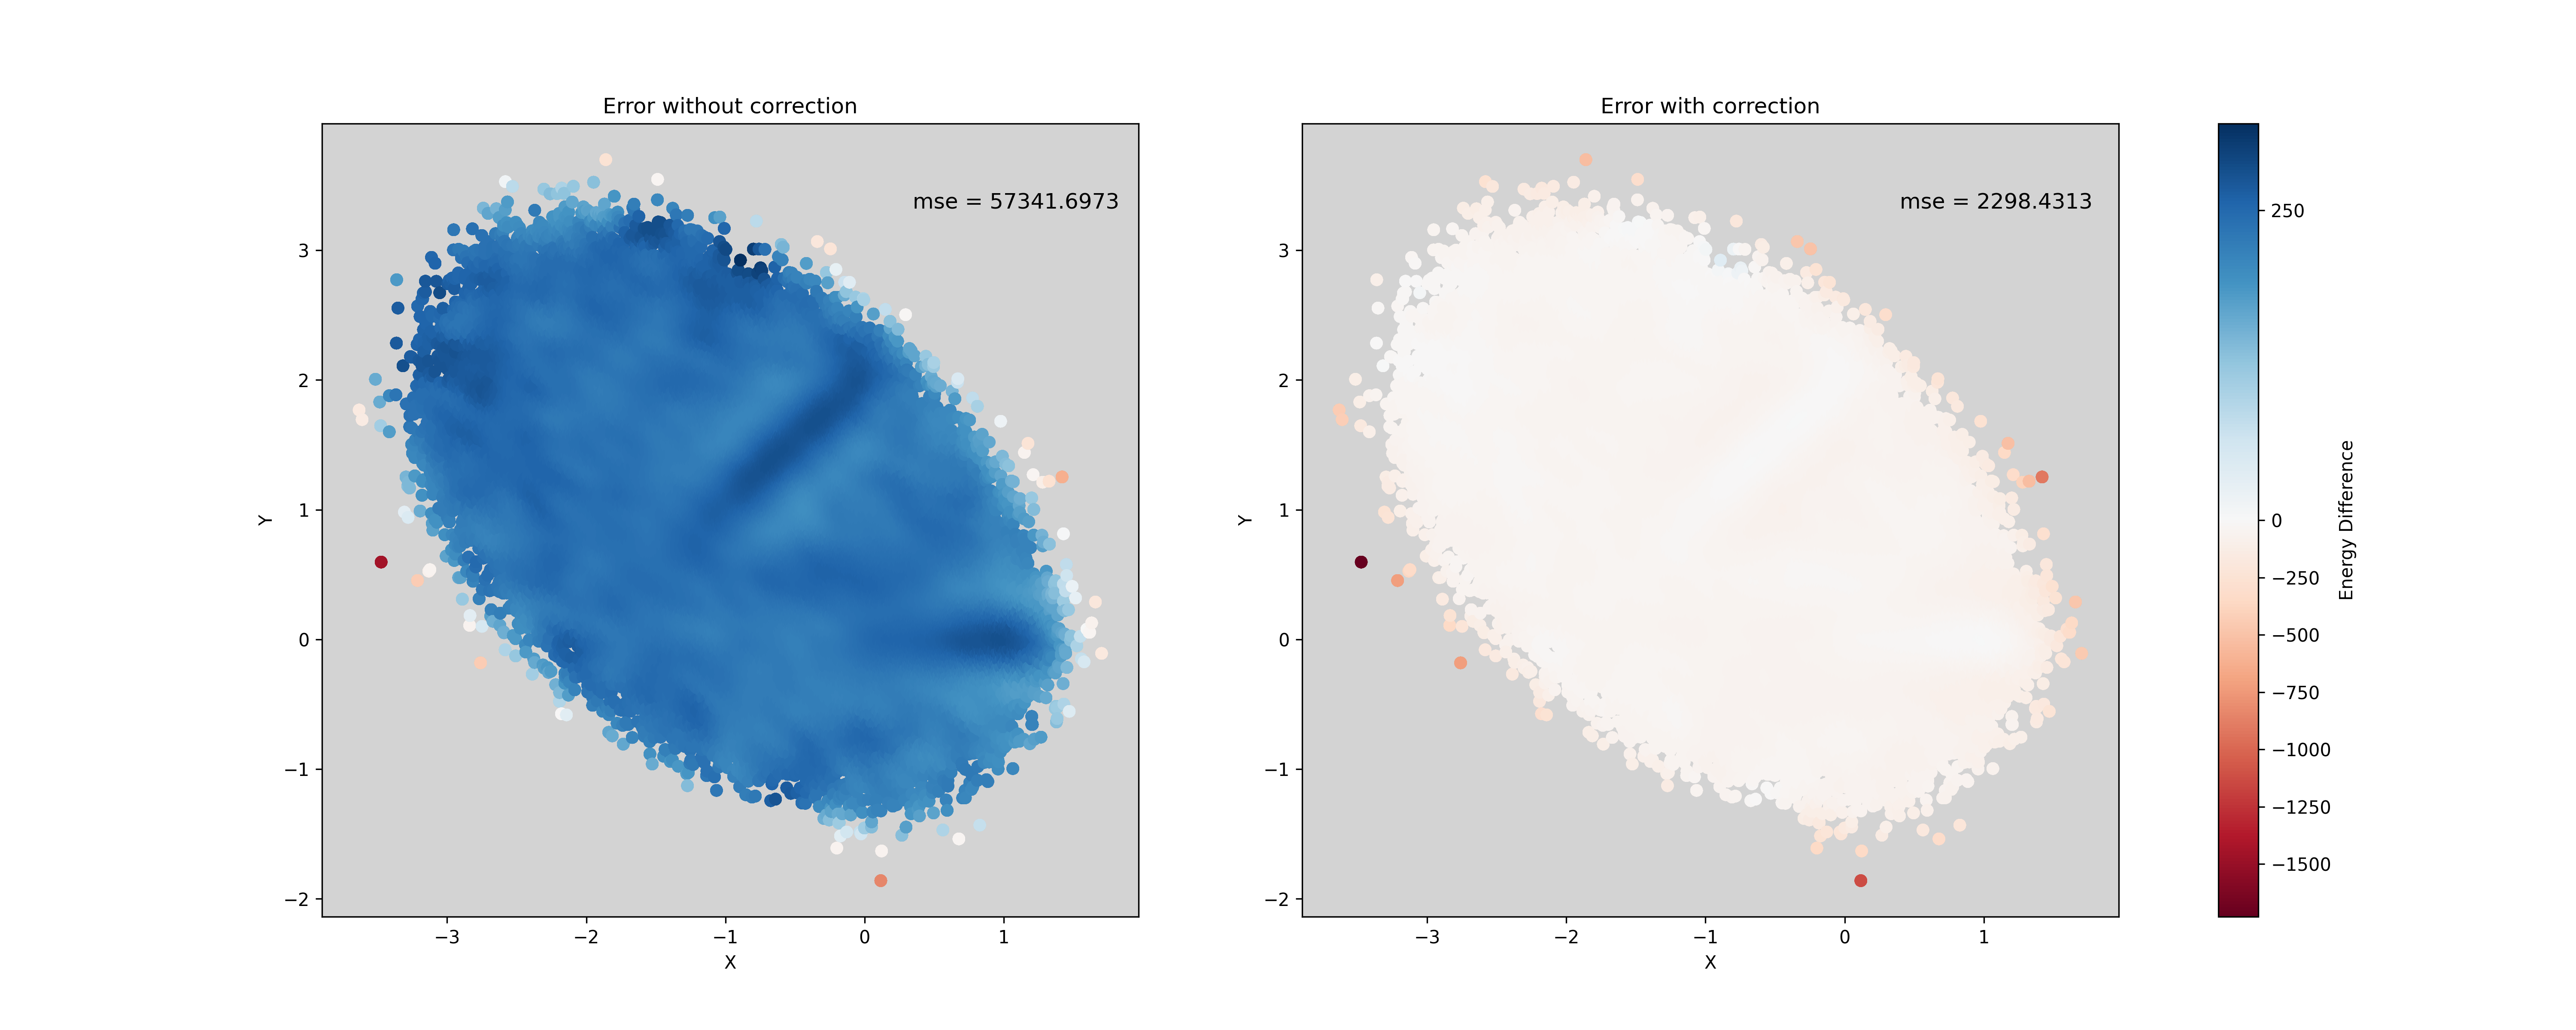 Error without correction
mse = 57341.6973
3
2
1
0
−1
−2
Y
−3 −2 −1 0 1
X
Error with correction
mse = 2298.4313
3
2
1
0
−1
−2
Y
−3 −2 −1 0 1
X
250
0
−250
−500
−750
−1000
−1250
−1500
Energy Difference